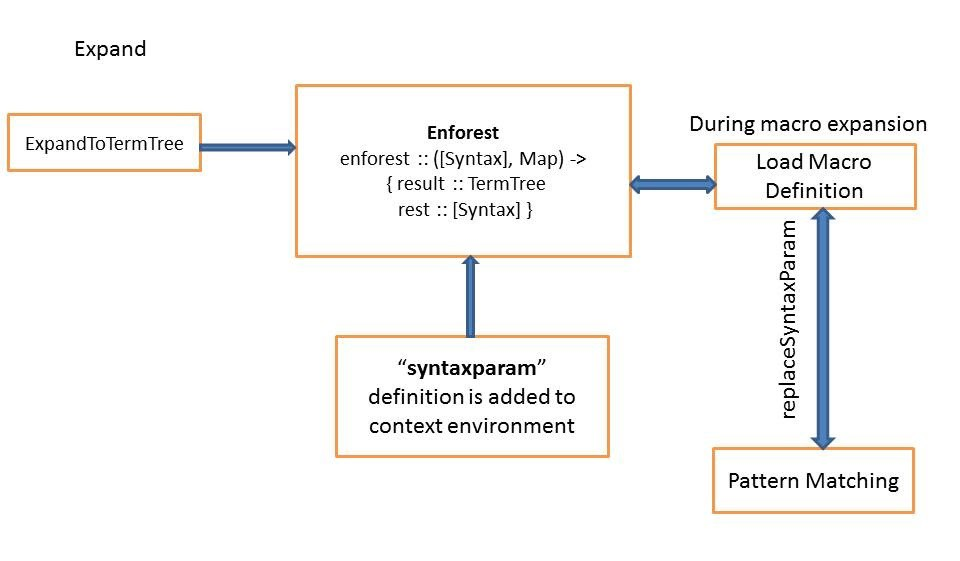 Expand
ExpandToTermTree
Enforest
enforest :: ([Syntax], Map) ->
{ result :: TermTree
rest :: [Syntax] }
During macro expansion
Load Macro
Definition
replaceSyntaxParam
“syntaxparam”
definition is added to
context environment
Pattern Matching